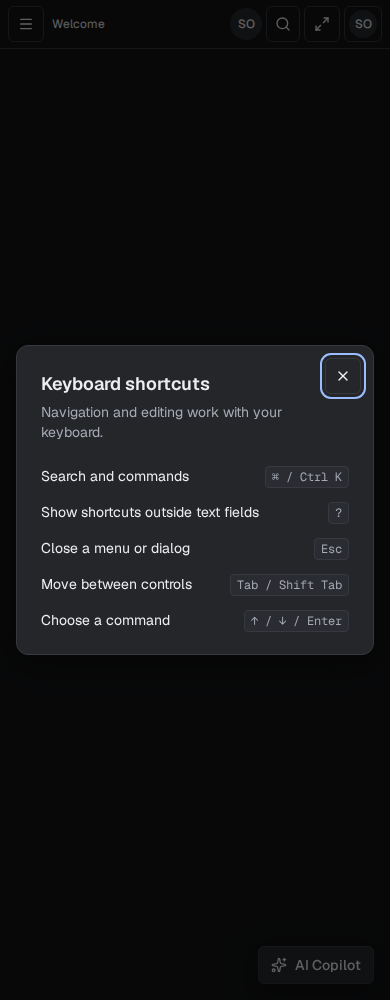 Welcome
SO
SO
Keyboard shortcuts
Navigation and editing work with your
keyboard.
Search and commands
⌘ / Ctrl K
Show shortcuts outside text fields
?
Close a menu or dialog
Esc
Move between controls
Tab / Shift Tab
Choose a command
↑ / ↓ / Enter
AI Copilot